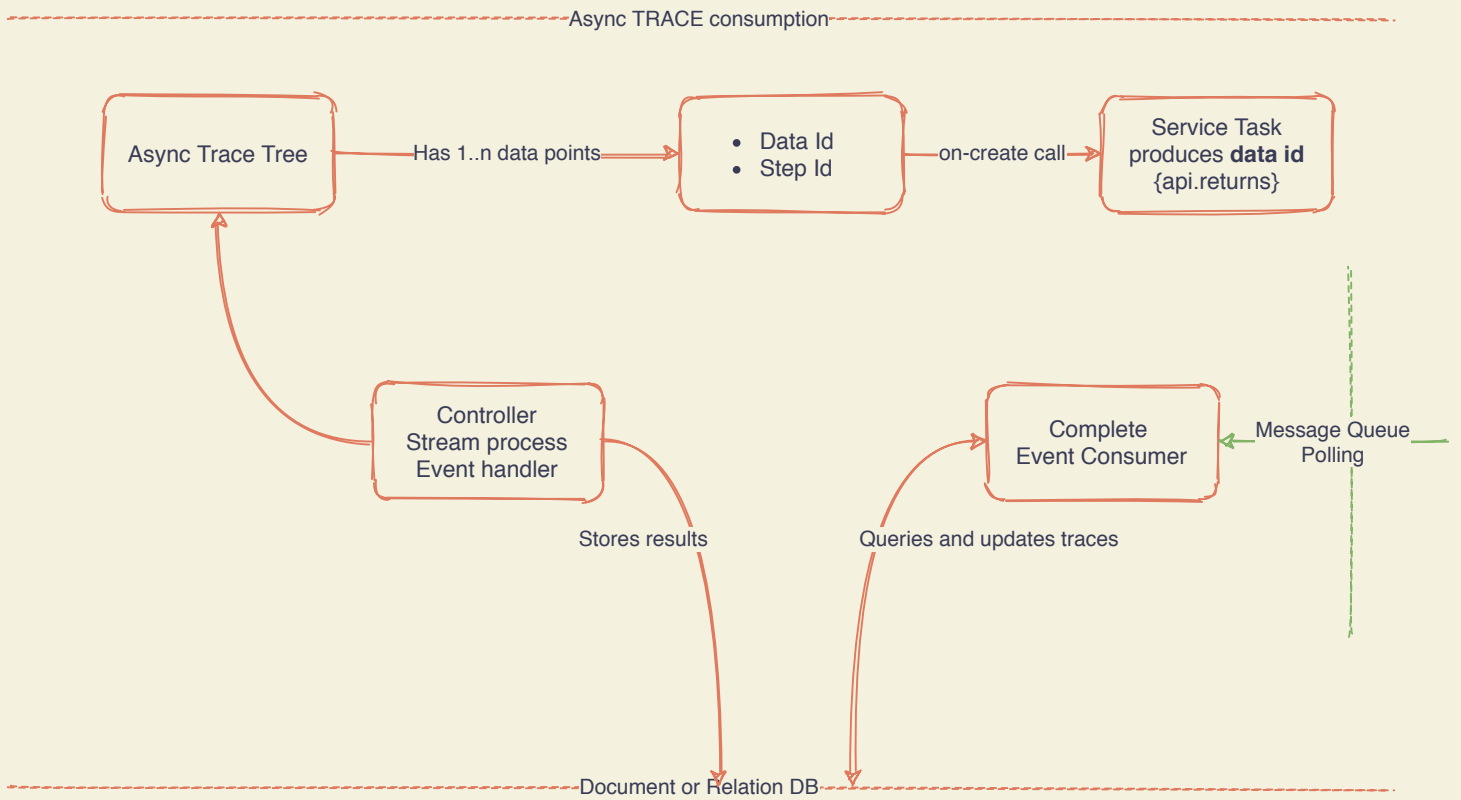 Async TRACE consumption
Async Trace Tree
Has 1..n data points
• Data Id
• Step Id
on-create call
Service Task
produces data id
{api.returns}
Controller
Stream process
Event handler
Complete
Event Consumer
Message Queue
Polling
Stores results
Queries and updates traces
Document or Relation DB